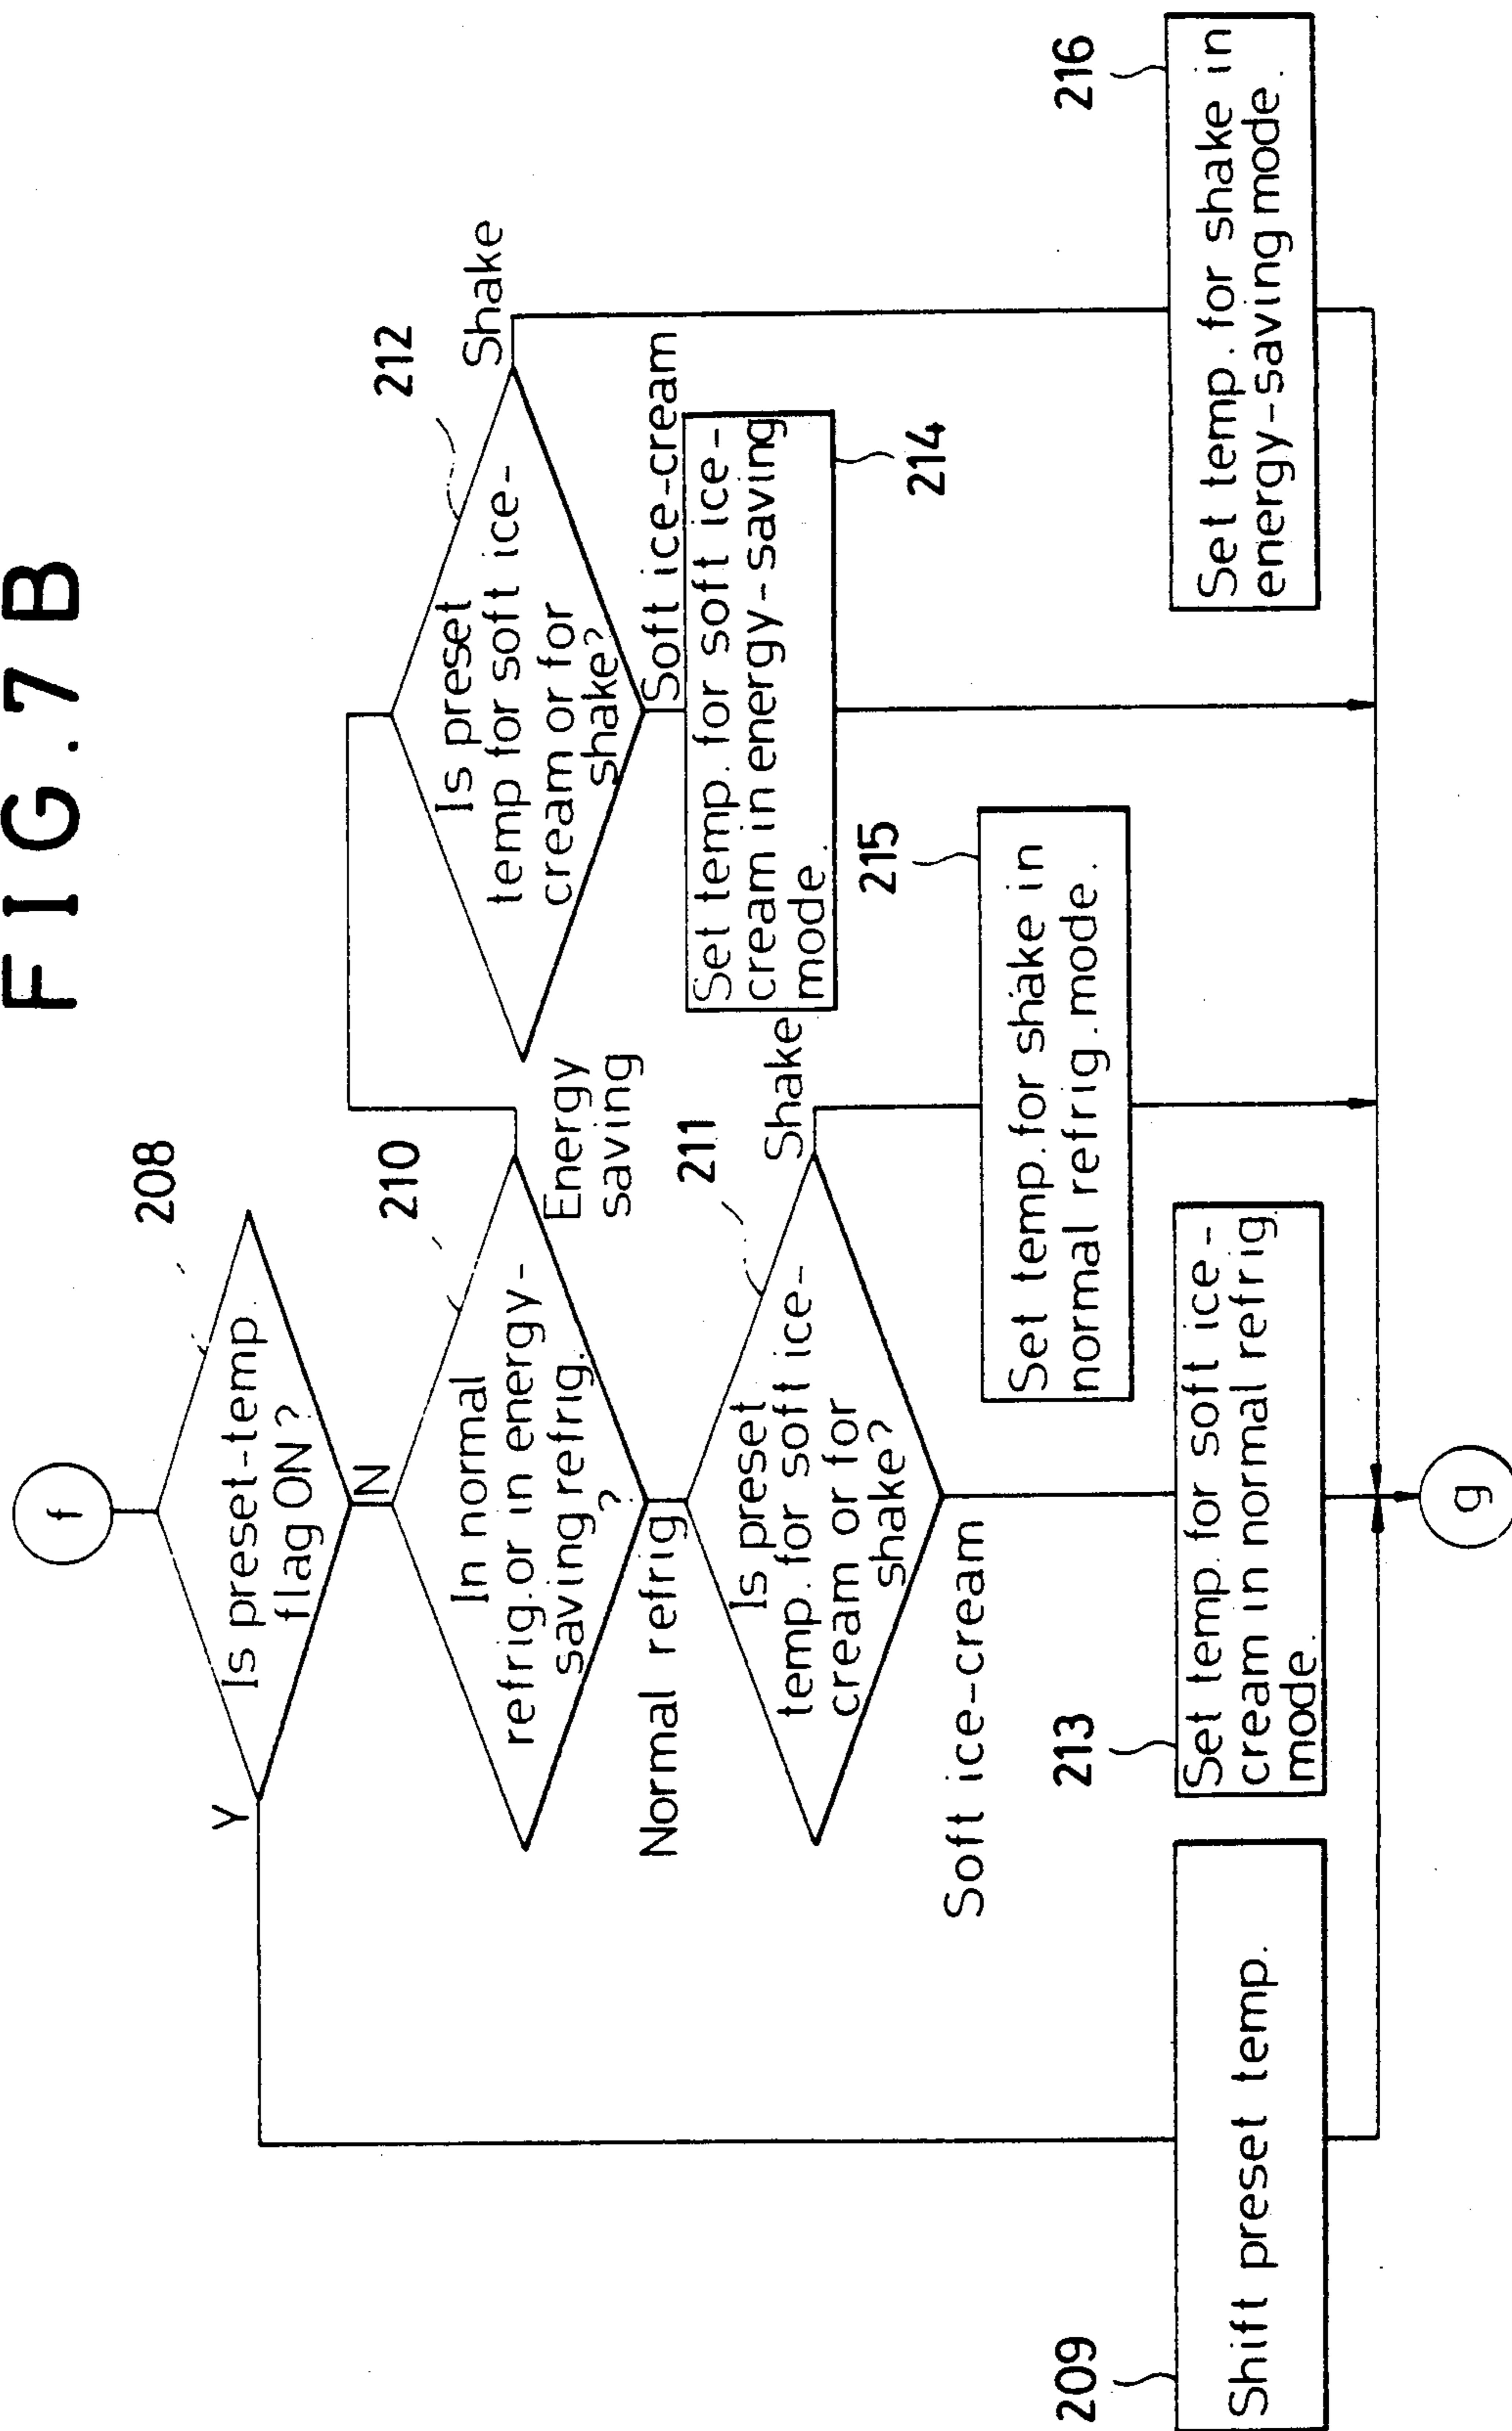 FIG. 7 B
f
208
Is preset-temp
flag ON?
Y
N
210
In normal
refrig. or in energy-
saving refrig.
?
Energy
saving
Normal refrig
212
Is preset
temp for soft ice-
cream or for
shake?
Shake
Soft ice-cream
211
Is preset
temp. for soft ice-
cream or for
shake?
Shake
Soft ice-cream
209
Shift preset temp.
213
Set temp. for soft ice-
cream in normal refrig
mode.
215
Set temp. for shake in
normal refrig. mode.
214
Set temp. for soft ice-
cream in energy-saving
mode.
216
Set temp. for shake in
energy-saving mode.
g